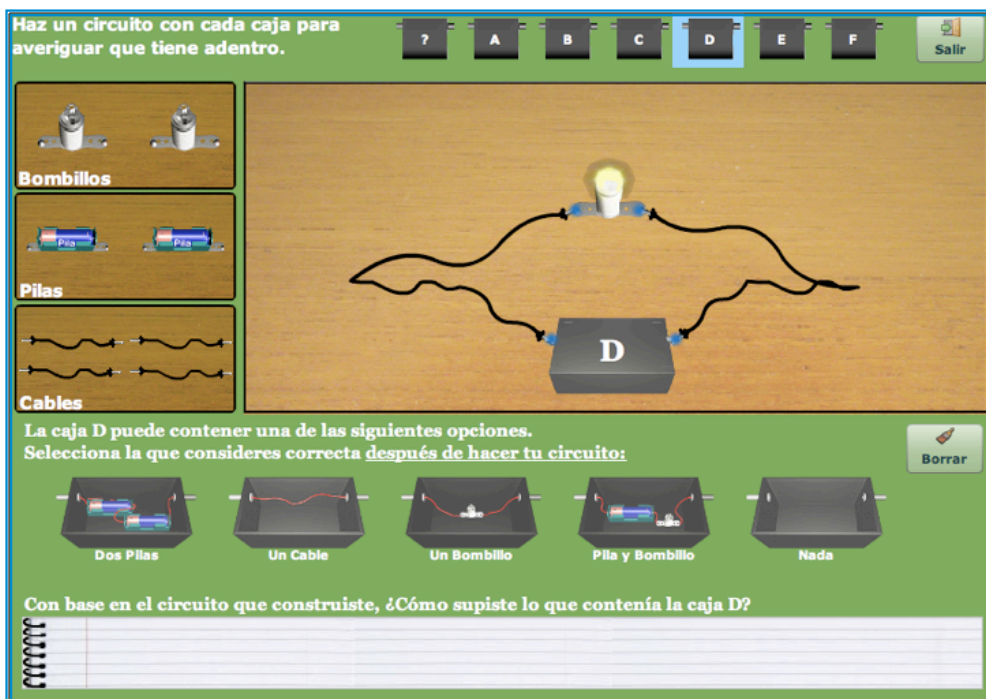 Haz un circuito con cada caja para
averiguar que tiene adentro.
? A B C D E F
Salir
Bombillos
Pila Pila
Pilas
Cables
D
La caja D puede contener una de las siguientes opciones.
Selecciona la que consideres correcta después de hacer tu circuito:
Borrar
Dos Pilas Un Cable Un Bombillo Pila y Bombillo Nada
Con base en el circuito que construiste, ¿Cómo supiste lo que contenía la caja D?